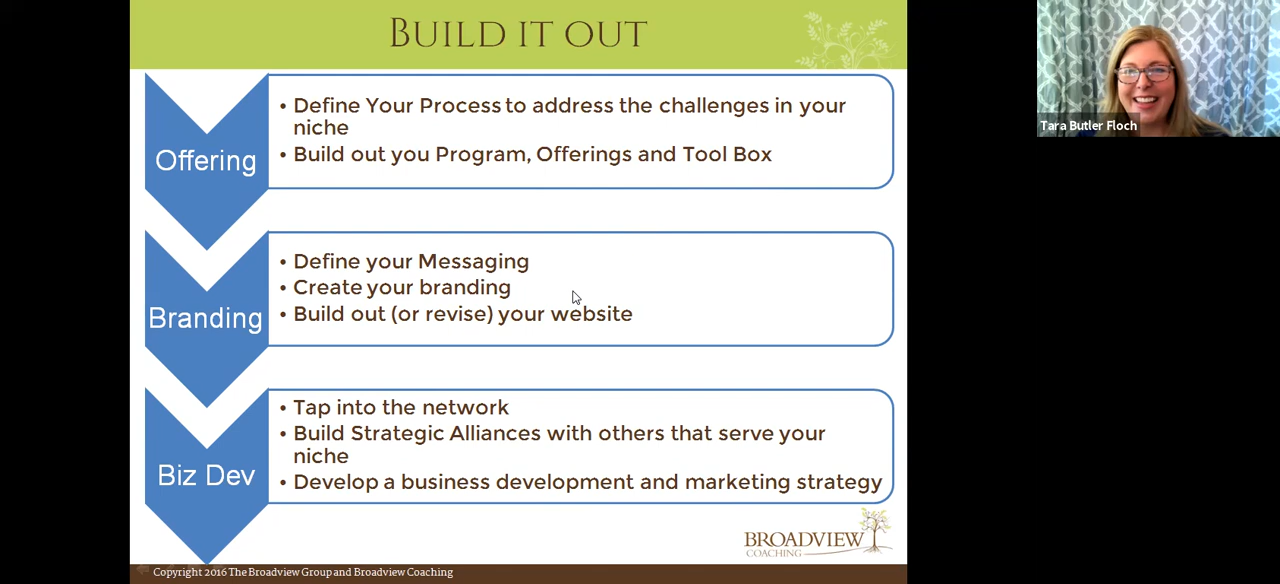 BUILD IT OUT
Tara Butler Floch
Offering
• Define Your Process to address the challenges in your
niche
• Build out you Program, Offerings and Tool Box
Branding
• Define your Messaging
• Create your branding
• Build out (or revise) your website
Biz Dev
• Tap into the network
• Build Strategic Alliances with others that serve your
niche
• Develop a business development and marketing strategy
BROADVIEW
COACHING
Copyright 2016 The Broadview Group and Broadview Coaching